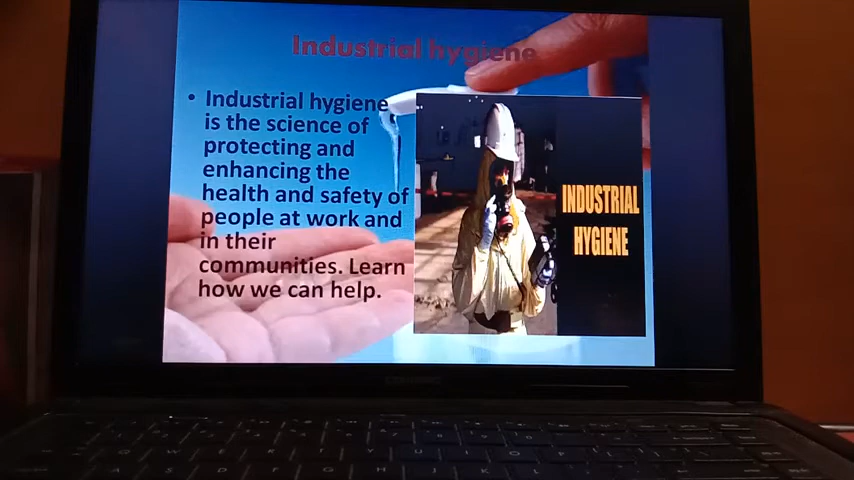 Industrial hygiene
• Industrial hygiene
is the science of
protecting and
enhancing the
health and safety of
people at work and
in their
communities. Learn
how we can help.
INDUSTRIAL
HYGIENE